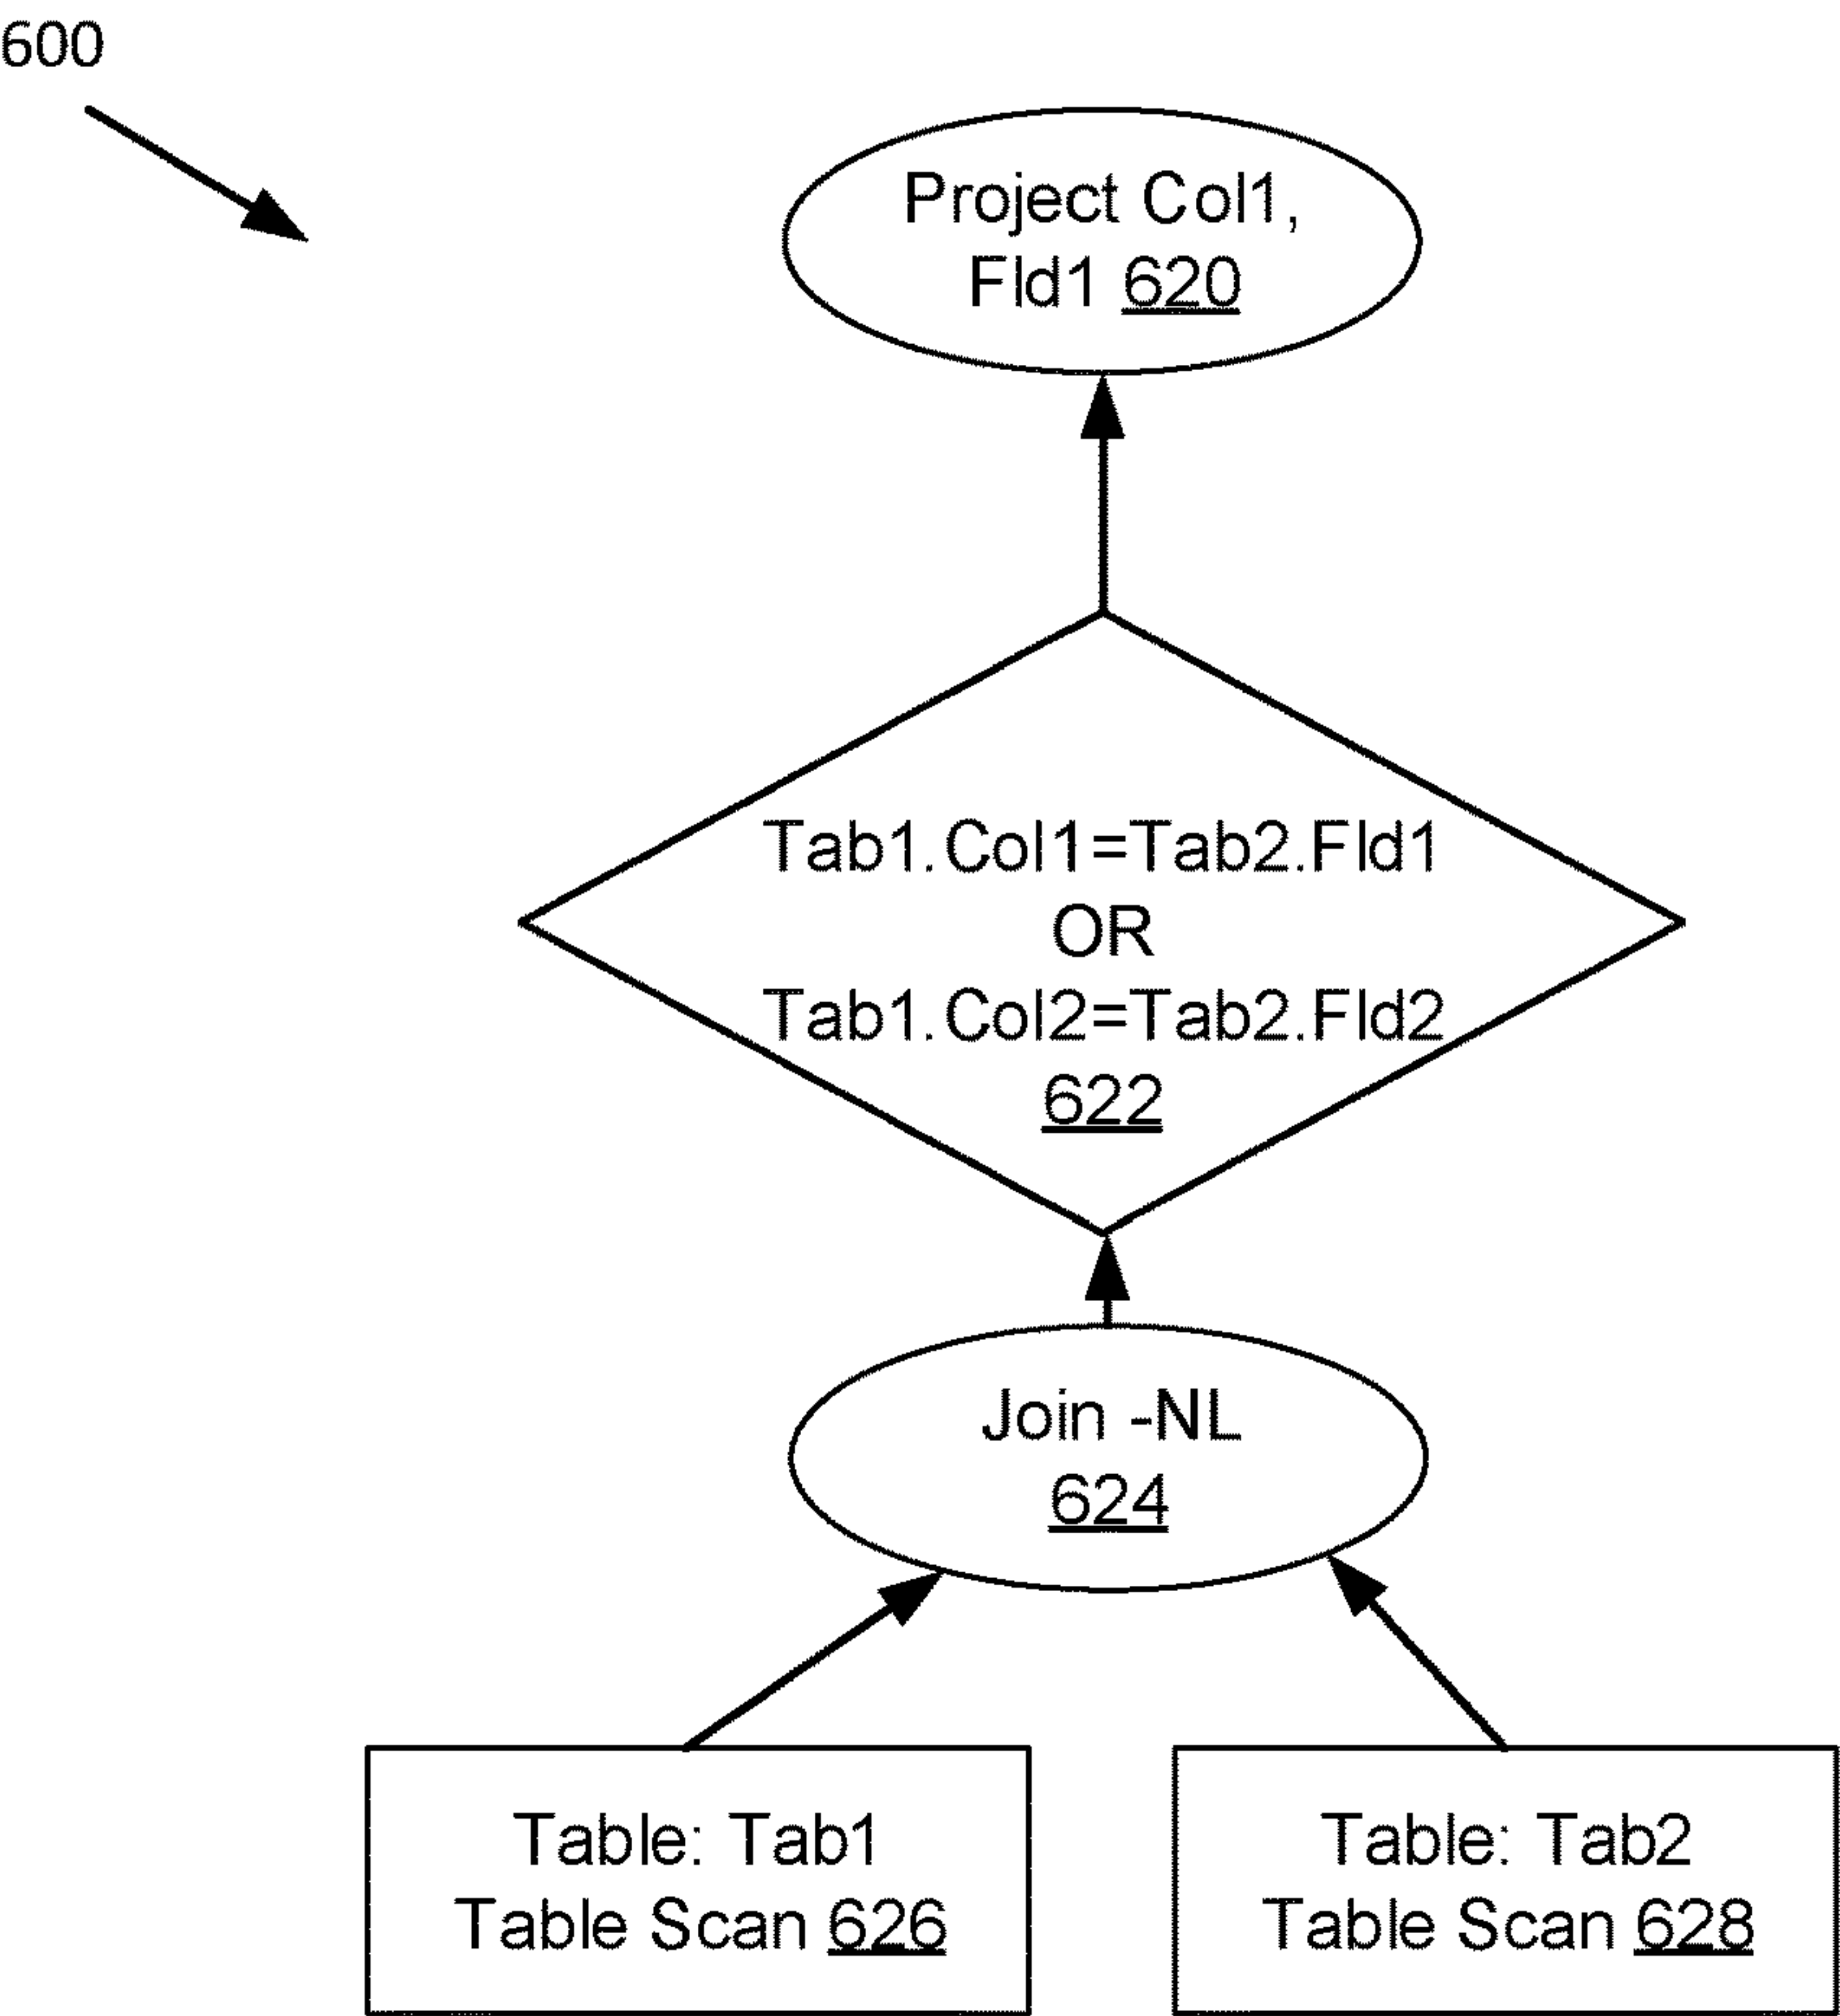 600
Project Col1,
Fld1 620
Tab1.Col1=Tab2.Fld1
OR
Tab1.Col2=Tab2.Fld2
622
Join -NL
624
Table: Tab1
Table Scan 626
Table: Tab2
Table Scan 628